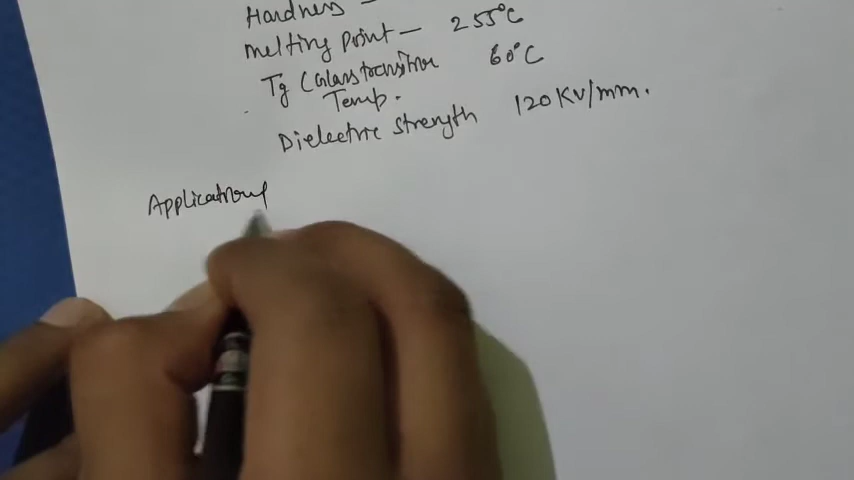 Hardness -
Melting Point - 255°C
Tg (Glass transition 60°C
Temp.
Dielectric strength 120 KV/mm.
Applications